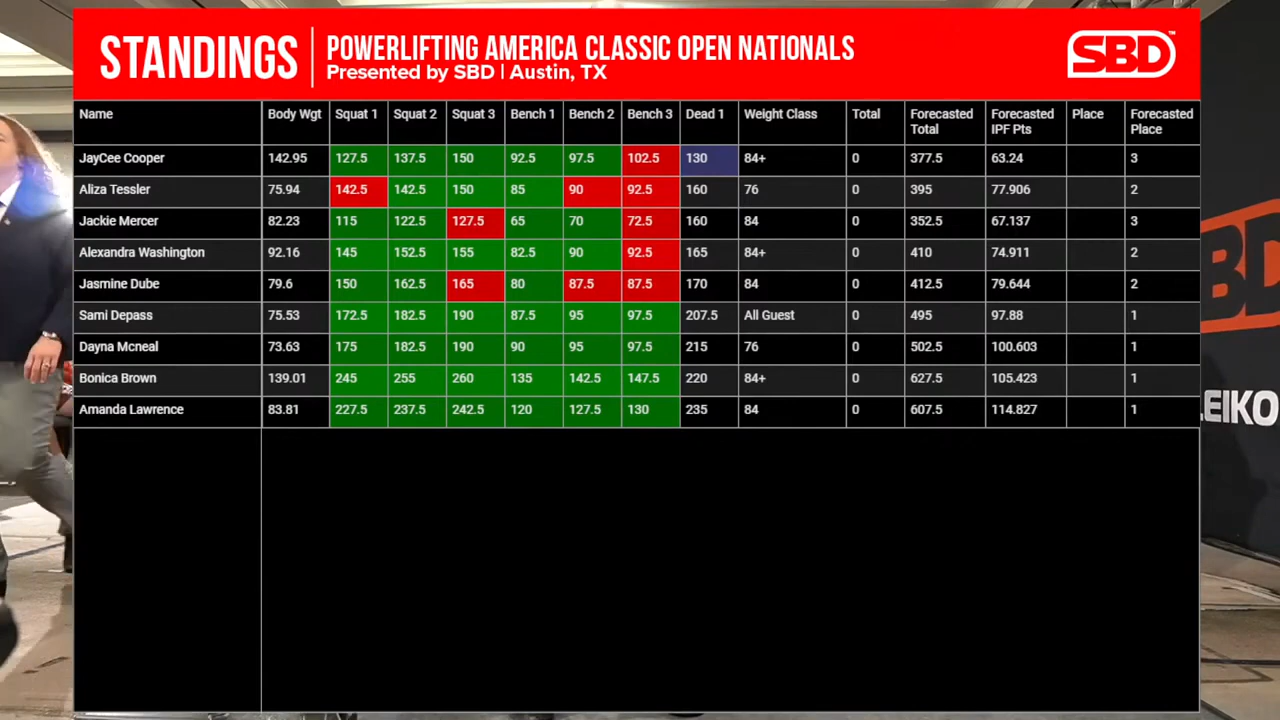 STANDINGS
POWERLIFTING AMERICA CLASSIC OPEN NATIONALS
Presented by SBD | Austin, TX
SBD™
Name Body Wgt Squat 1 Squat 2 Squat 3 Bench 1 Bench 2 Bench 3 Dead 1 Weight Class Total Forecasted Total Forecasted IPF Pts Place Forecasted Place
JayCee Cooper 142.95 127.5 137.5 150 92.5 97.5 102.5 130 84+ 0 377.5 63.24 3
Aliza Tessler 75.94 142.5 142.5 150 85 90 92.5 160 76 0 395 77.906 2
Jackie Mercer 82.23 115 122.5 127.5 65 70 72.5 160 84 0 352.5 67.137 3
Alexandra Washington 92.16 145 152.5 155 82.5 90 92.5 165 84+ 0 410 74.911 2
Jasmine Dube 79.6 150 162.5 165 80 87.5 87.5 170 84 0 412.5 79.644 2
Sami Depass 75.53 172.5 182.5 190 87.5 95 97.5 207.5 All Guest 0 495 97.88 1
Dayna Mcneal 73.63 175 182.5 190 90 95 97.5 215 76 0 502.5 100.603 1
Bonica Brown 139.01 245 255 260 135 142.5 147.5 220 84+ 0 627.5 105.423 1
Amanda Lawrence 83.81 227.5 237.5 242.5 120 127.5 130 235 84 0 607.5 114.827 1
BD
EIKO